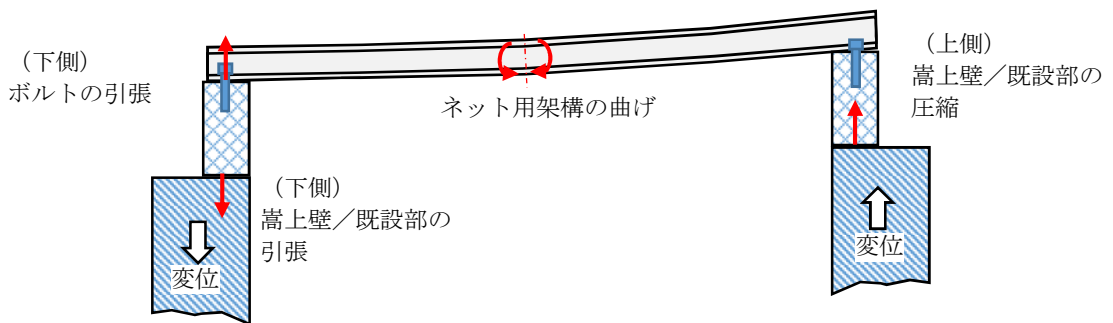 （下側）
ボルトの引張
ネット用架構の曲げ
（上側）
嵩上壁／既設部の
圧縮
（下側）
嵩上壁／既設部の
引張
変位
変位